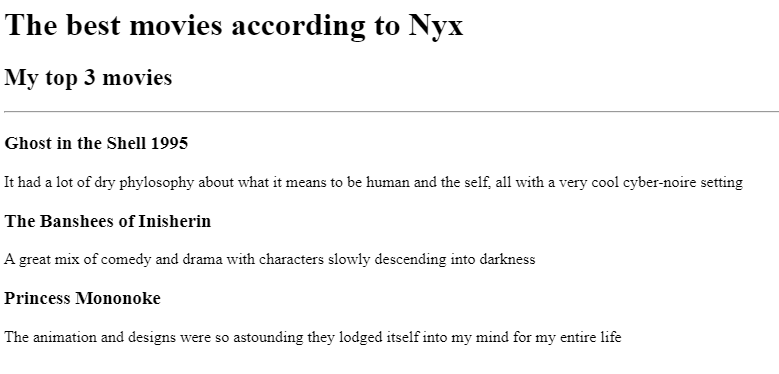 The best movies according to Nyx
My top 3 movies
Ghost in the Shell 1995
It had a lot of dry phylosophy about what it means to be human and the self, all with a very cool cyber-noire setting
The Banshees of Inisherin
A great mix of comedy and drama with characters slowly descending into darkness
Princess Mononoke
The animation and designs were so astounding they lodged itself into my mind for my entire life